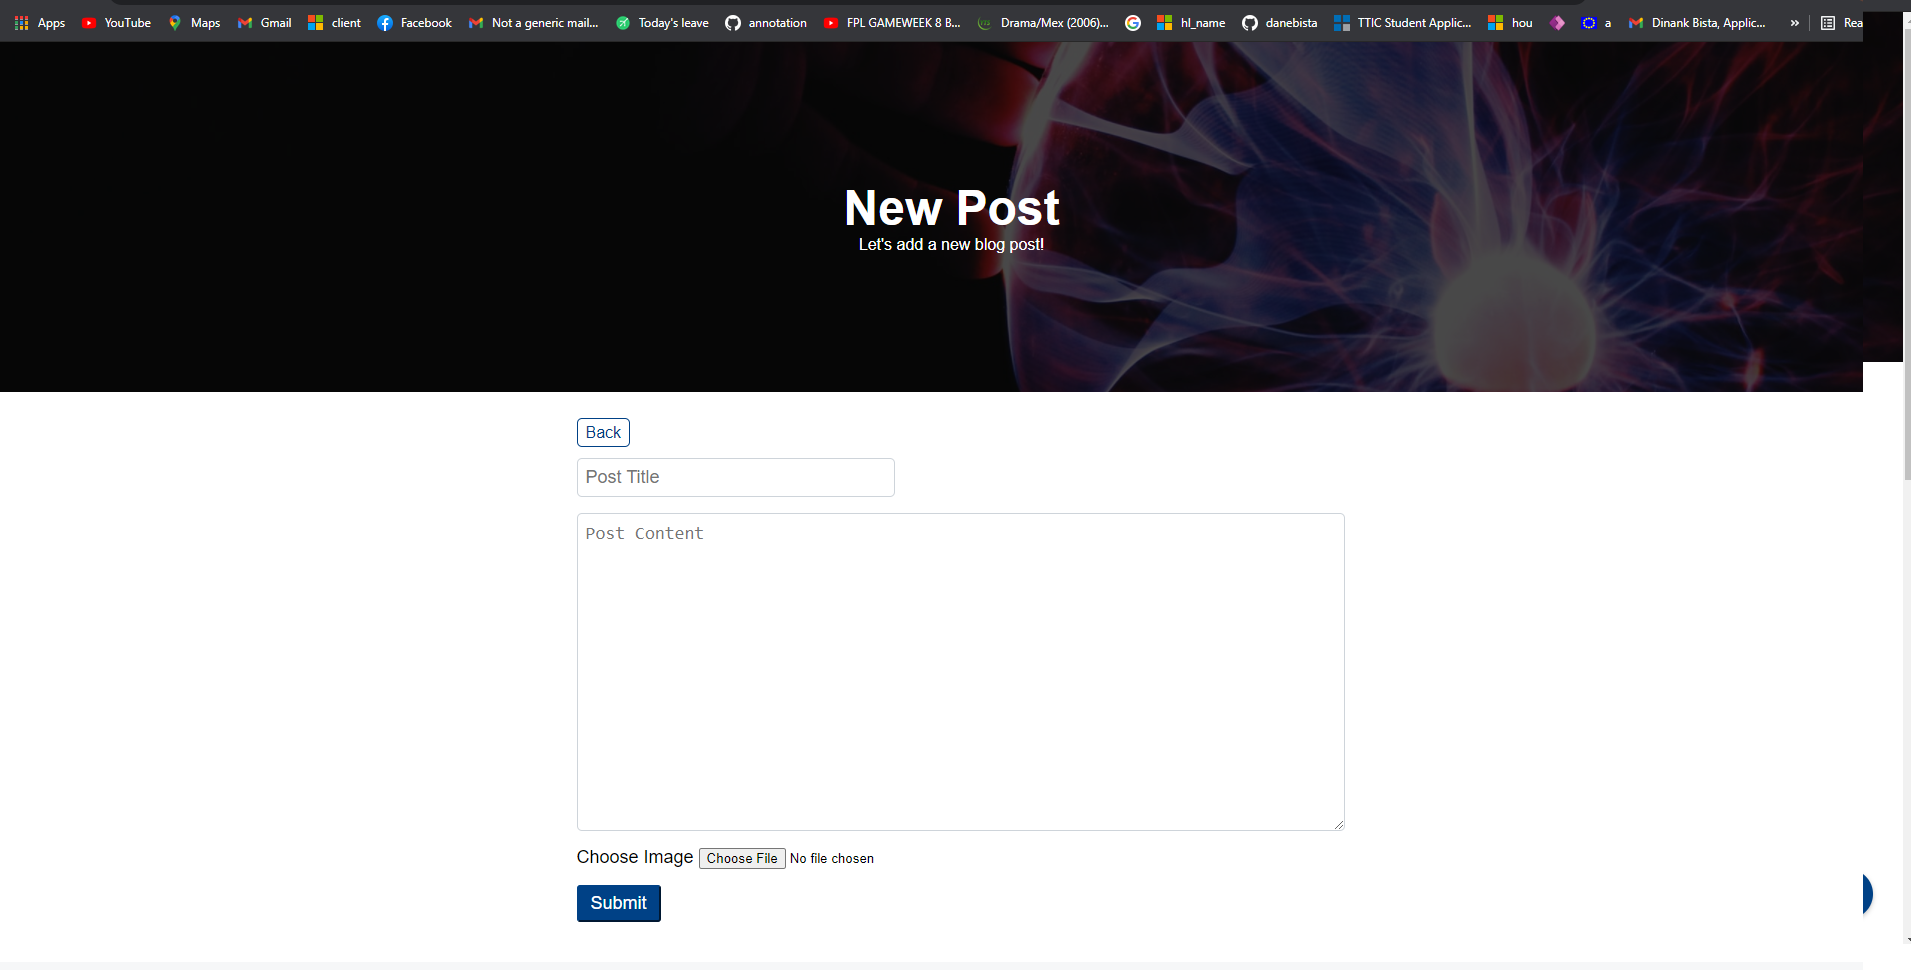 Apps YouTube Maps Gmail client Facebook Not a generic mail... Today's leave annotation FPL GAMEWEEK 8 B... Drama/Mex (2006)... hl_name danebista TTIC Student Applic... hou a Dinank Bista, Applic... » Rea
New Post
Let's add a new blog post!
Back
Post Title
Post Content
Choose Image Choose File No file chosen
Submit